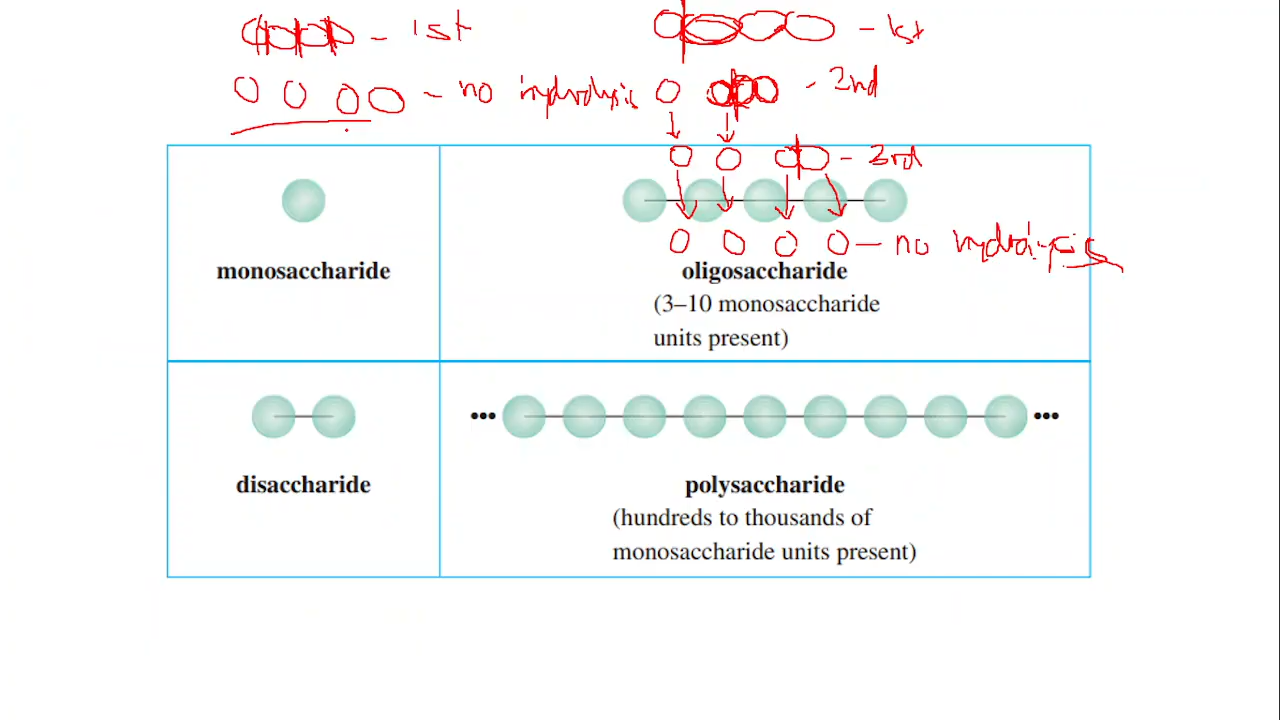 - 1st
- 1st
- no hydrolysis
- 2nd
- 3rd
- no hydrolysis
monosaccharide
oligosaccharide
(3–10 monosaccharide
units present)
disaccharide
••• •••
polysaccharide
(hundreds to thousands of
monosaccharide units present)